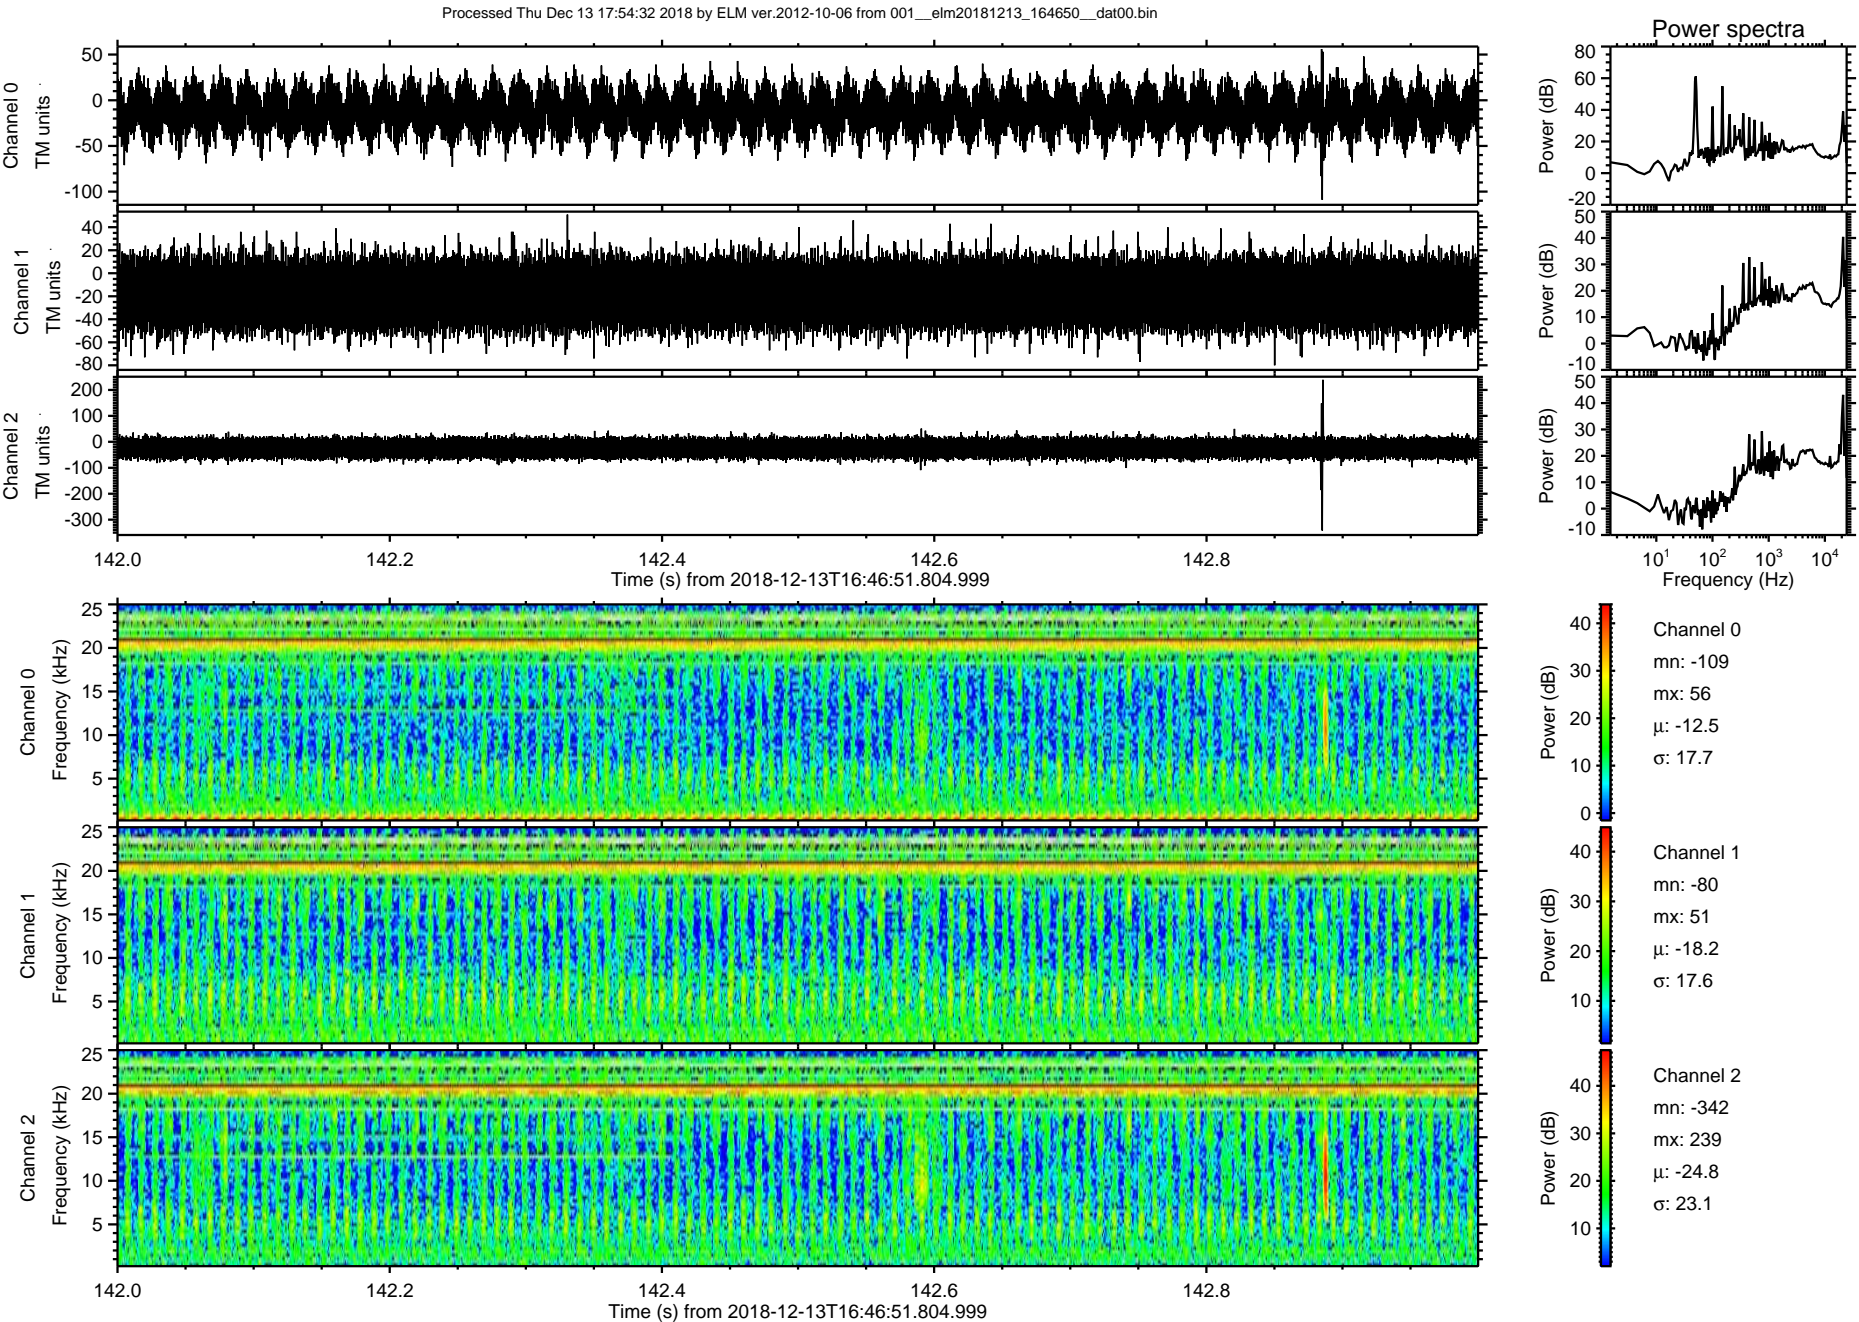 Processed Thu Dec 13 17:54:32 2018 by ELM ver.2012-10-06 from 001__elm20181213_164650__dat00.bin
Power spectra
Channel 0
TM units
50
0
-50
-100
Power (dB)
80
60
40
20
0
-20
Channel 1
TM units
40
20
0
-20
-40
-60
-80
Power (dB)
50
40
30
20
10
0
-10
Channel 2
TM units
200
100
0
-100
-200
-300
Power (dB)
50
40
30
20
10
0
-10
142.0 142.2 142.4 142.6 142.8
Time (s) from 2018-12-13T16:46:51.804.999
10¹ 10² 10³ 10⁴
Frequency (Hz)
Channel 0
Frequency (kHz)
25
20
15
10
5
Power (dB)
40
30
20
10
0
Channel 0
mn: -109
mx: 56
μ: -12.5
σ: 17.7
Channel 1
Frequency (kHz)
25
20
15
10
5
Power (dB)
40
30
20
10
Channel 1
mn: -80
mx: 51
μ: -18.2
σ: 17.6
Channel 2
Frequency (kHz)
25
20
15
10
5
Power (dB)
40
30
20
10
Channel 2
mn: -342
mx: 239
μ: -24.8
σ: 23.1
142.0 142.2 142.4 142.6 142.8
Time (s) from 2018-12-13T16:46:51.804.999